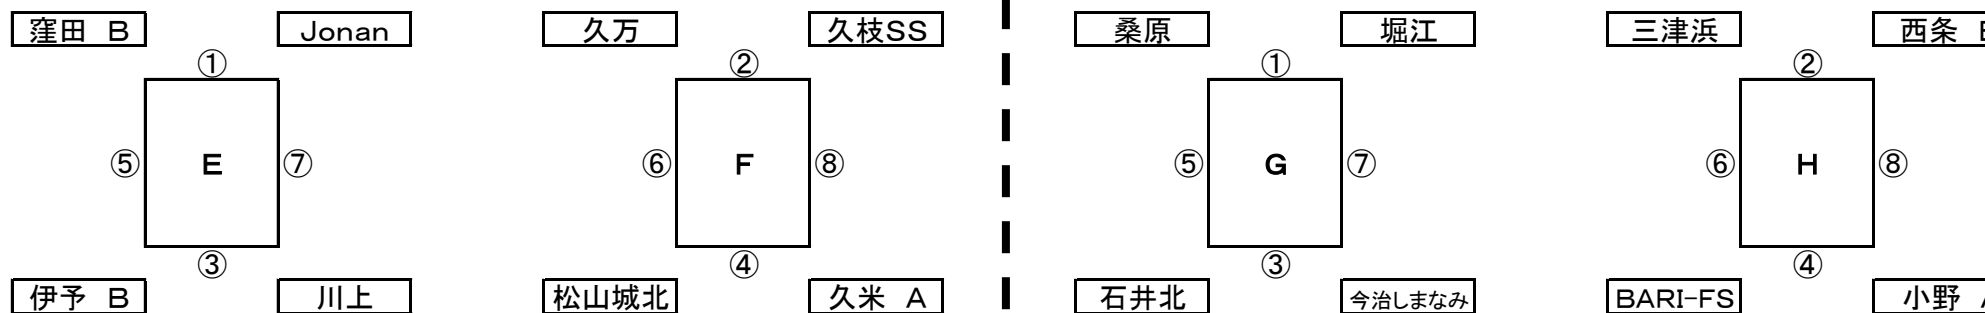 窪田 B Jonan 久万 久枝SS 桑原 堀江 三津浜 西条
① ② ① ②
⑤ E ⑦ ⑥ F ⑧ ⑤ G ⑦ ⑥ H ⑧
③ ④ ③ ④
伊予 B 川上 松山城北 久米 A 石井北 今治しまなみ BARI-FS 小野